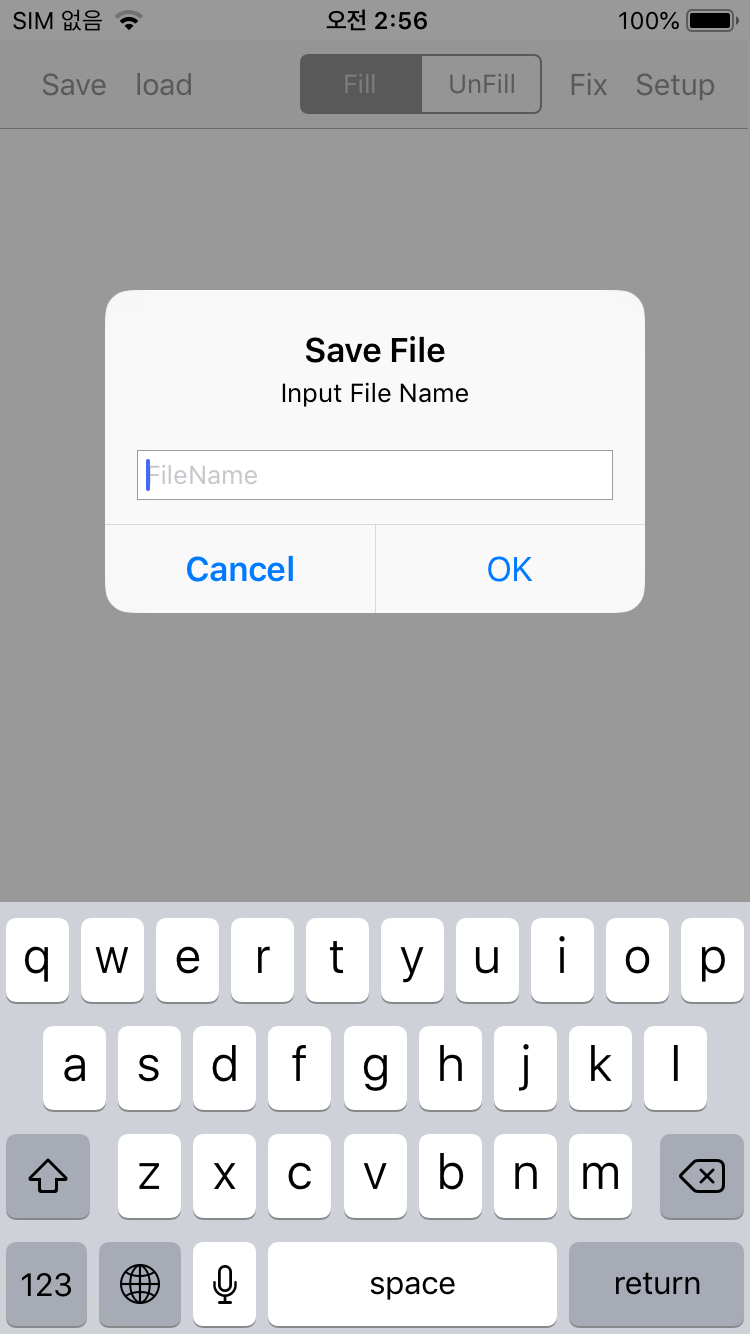 SIM 없음 오전 2:56 100%
Save load Fill UnFill Fix Setup
Save File
Input File Name
FileName
Cancel OK
q w e r t y u i o p
a s d f g h j k l
z x c v b n m
123 space return